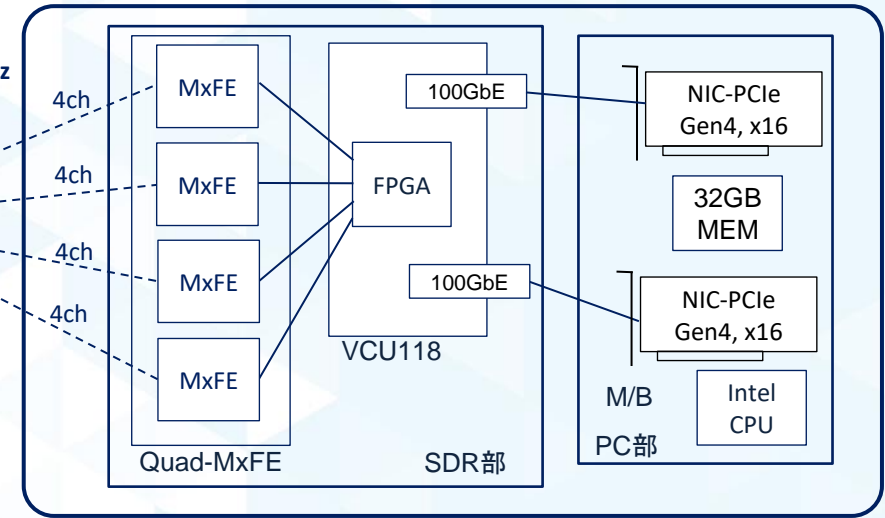 z
4ch
4ch
4ch
4ch
MxFE
MxFE
MxFE
MxFE
Quad-MxFE
100GbE
FPGA
100GbE
VCU118
SDR部
NIC-PCIe
Gen4, x16
32GB
MEM
NIC-PCIe
Gen4, x16
M/B
Intel
CPU
PC部